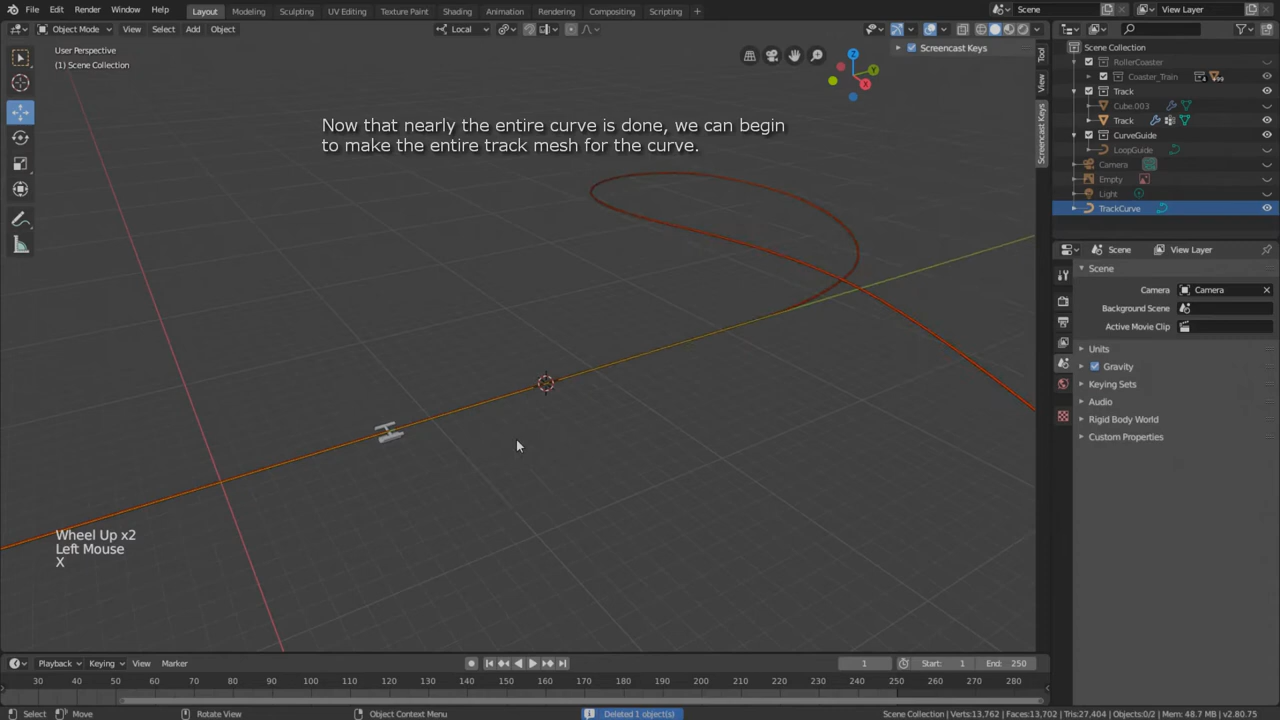 File Edit Render Window Help Layout Modeling Sculpting UV Editing Texture Paint Shading Animation Rendering Compositing Scripting + Scene View Layer
Object Mode View Select Add Object Local
User Perspective
(1) Scene Collection
Screencast Keys
Tool
View
Screencast Keys
Z
Y
X
Now that nearly the entire curve is done, we can begin
to make the entire track mesh for the curve.
Wheel Up x2
Left Mouse
X
Scene Collection
RollerCoaster
Coaster_Train
Track
Cube.003
Track
CurveGuide
LoopGuide
Camera
Empty
Light
TrackCurve
Scene View Layer
Scene
Camera Camera
Background Scene
Active Movie Clip
Units
Gravity
Keying Sets
Audio
Rigid Body World
Custom Properties
Playback Keying View Marker 1 Start: 1 End: 250
30 40 50 60 70 80 90 100 110 120 130 140 150 160 170 180 190 200 210 220 230 240 250 260 270 280
Select Move Rotate View Object Context Menu Deleted 1 object(s) Scene Collection | Verts:13,762 | Faces:13,702 | Tris:27,404 | Objects:0/2 | Mem: 48.7 MB | v2.80.75